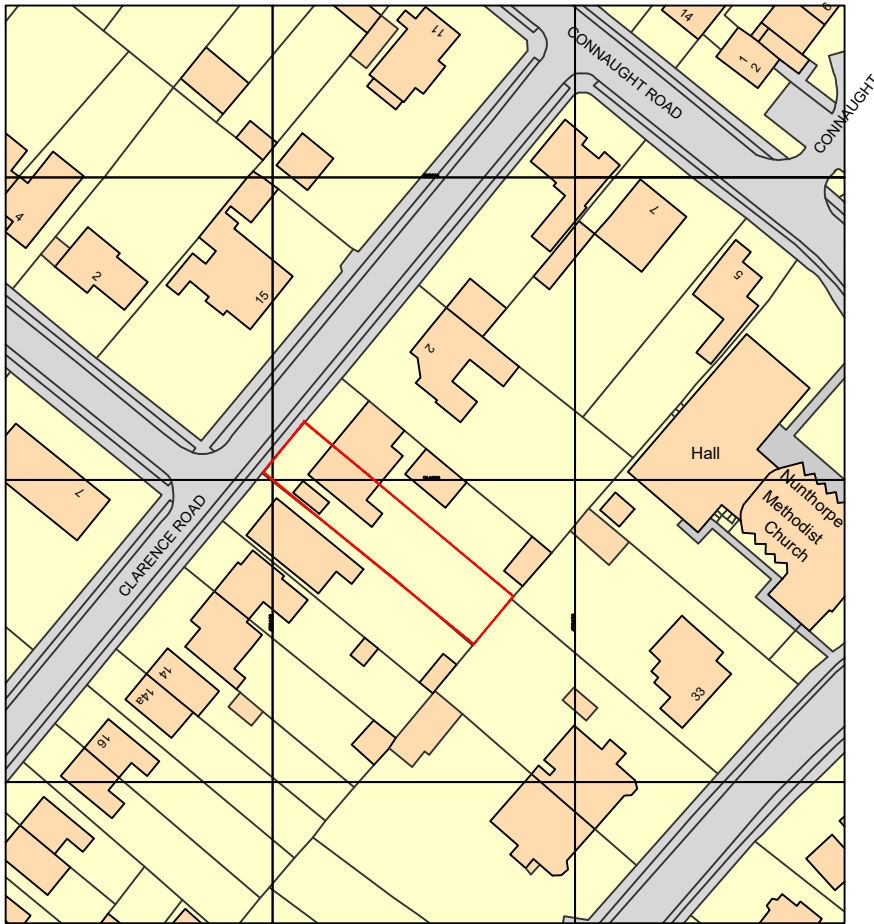 11
14
1
2
6
CONNAUGHT ROAD
CONNAUGHT
4
2
15
7
5
2
7
Hall
Nunthorpe
Methodist
Church
CLARENCE ROAD
14
14a
33
16